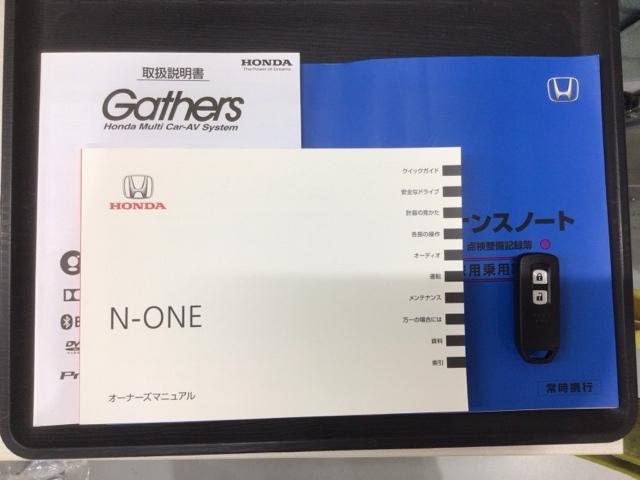 取扱説明書
HONDA
The Power of Dreams
Gathers
Honda Multi Car-AV System
HONDA
N-ONE
オーナーズマニュアル
クイックガイド
安全なドライブ
計器の見かた
各部の操作
オーディオ
運転
メンテナンス
万一の場合には
資料
索引
ンスノート
点検整備記録簿
用乗用
常時携行
DV
Pr